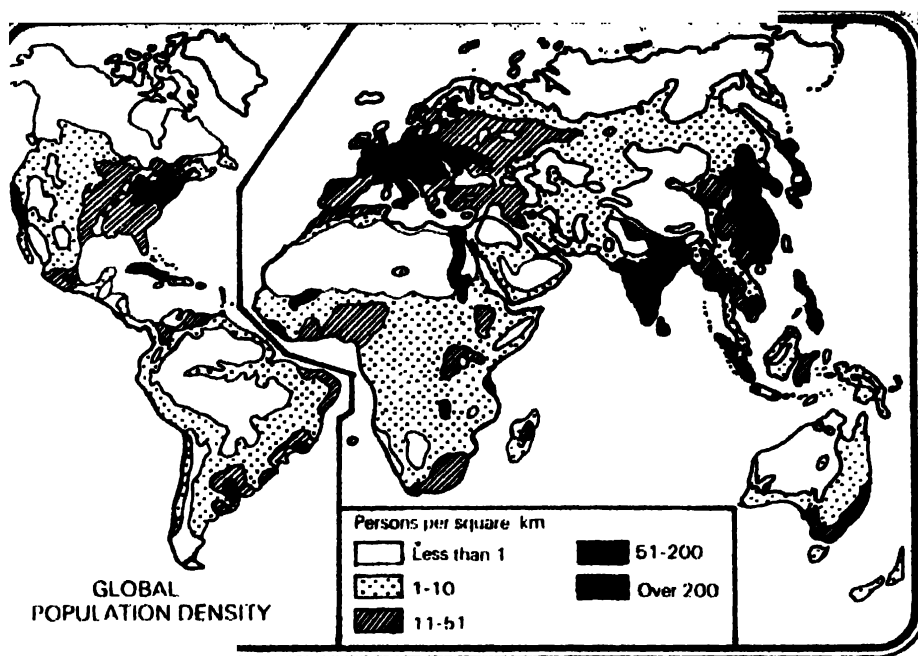 Persons per square km
Less than 1
1-10
11-51
51-200
Over 200
GLOBAL
POPULATION DENSITY